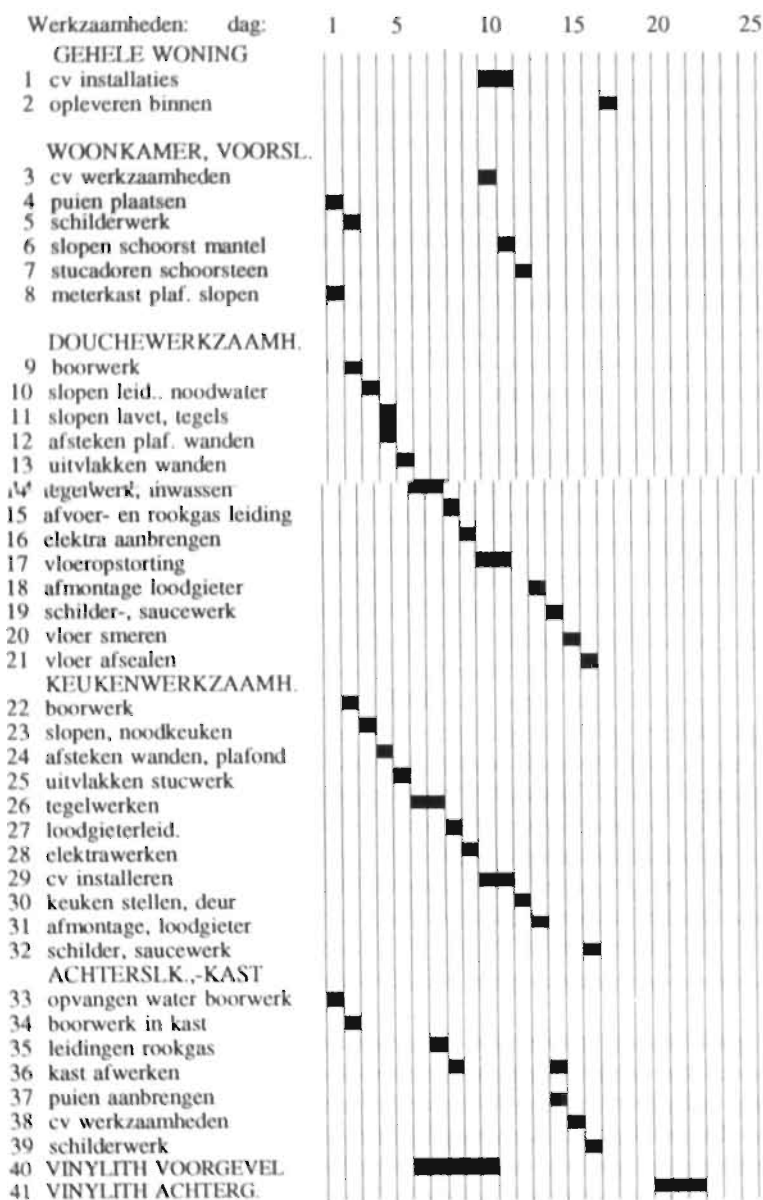 Werkzaamheden: dag: 1 5 10 15 20 25
GEHELE WONING
1 cv installaties
2 opleveren binnen
WOONKAMER, VOORSL.
3 cv werkzaamheden
4 puien plaatsen
5 schilderwerk
6 slopen schoorst mantel
7 stucadoren schoorsteen
8 meterkast plaf. slopen
DOUCHEWERKZAAMH.
9 boorwerk
10 slopen leid.. noodwater
11 slopen lavet, tegels
12 afsteken plaf. wanden
13 uitvlakken wanden
14 tegelwerk, inwassen
15 afvoer- en rookgas leiding
16 elektra aanbrengen
17 vloeropstorting
18 afmontage loodgieter
19 schilder-, saucewerk
20 vloer smeren
21 vloer afsealen
KEUKENWERKZAAMH.
22 boorwerk
23 slopen, noodkeuken
24 afsteken wanden, plafond
25 uitvlakken stucwerk
26 tegelwerken
27 loodgieterleid.
28 elektrawerken
29 cv installeren
30 keuken stellen, deur
31 afmontage, loodgieter
32 schilder, saucewerk
ACHTERSLK.,-KAST
33 opvangen water boorwerk
34 boorwerk in kast
35 leidingen rookgas
36 kast afwerken
37 puien aanbrengen
38 cv werkzaamheden
39 schilderwerk
40 VINYLITH VOORGEVEL
41 VINYLITH ACHTERG.